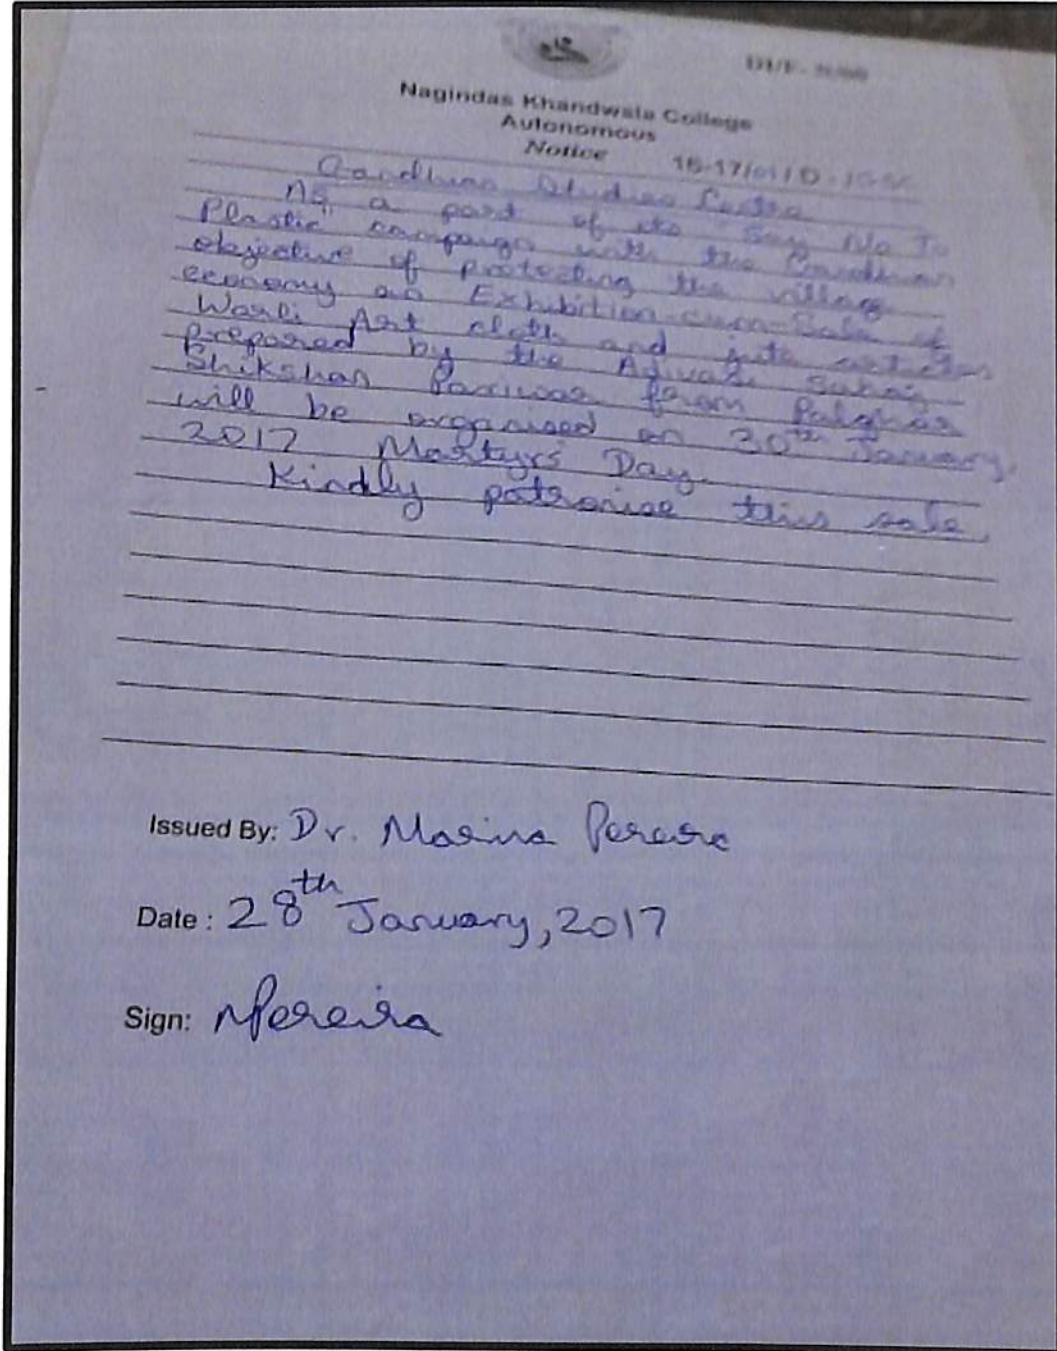 Nagindas Khandwala College
Autonomous
Notice
16-17/
Gandhian Studies Centre
As a part of its "Say No To
Plastic" campaign with the Gandhian
objective of protecting the village
economy an Exhibition-cum-Sale of
Warli Art cloth and jute articles
prepared by the Adivasi Sahaj
Shikshan Pariwar from Palghar
will be organised on 30th January,
2017 Martyrs' Day.
Kindly patronise this sale.
Issued By: Dr. Marina Pereira
Date : 28th January, 2017
Sign: MPereira